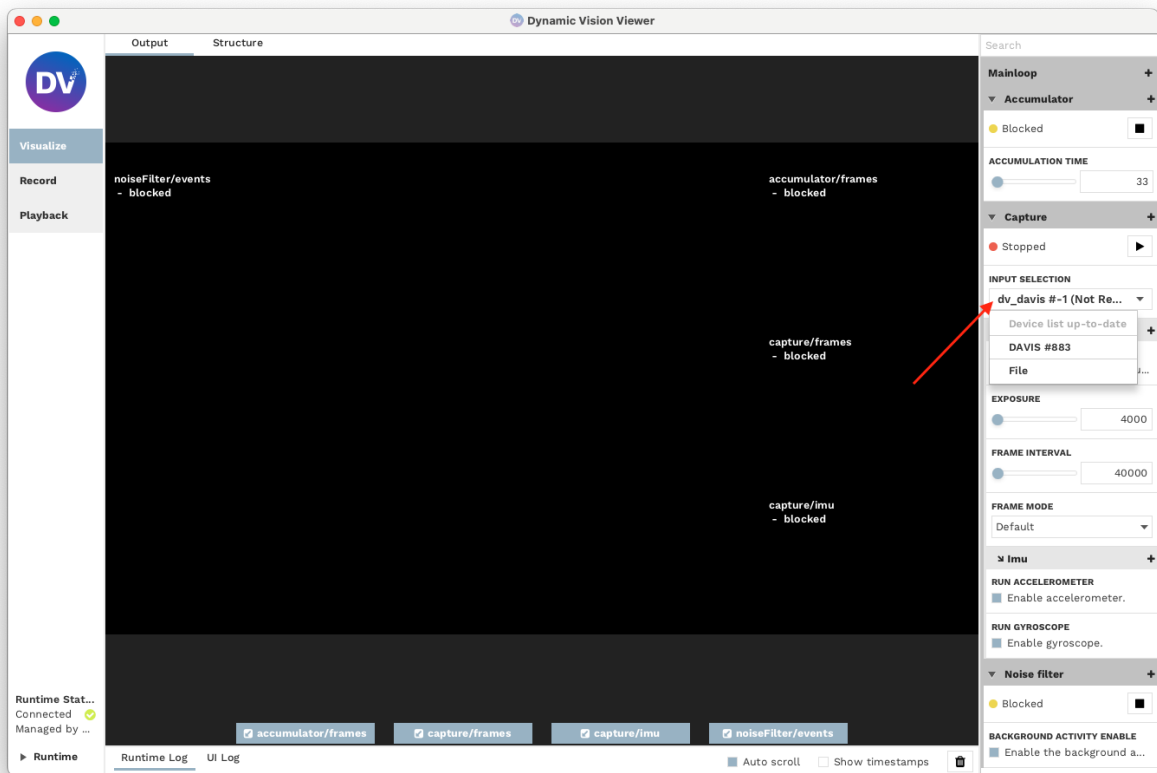 DV Dynamic Vision Viewer
DV
Visualize
Record
Playback
Runtime Stat...
Connected
Managed by ...
Runtime
Output Structure
noiseFilter/events
- blocked
accumulator/frames
- blocked
capture/frames
- blocked
capture/imu
- blocked
accumulator/frames capture/frames capture/imu noiseFilter/events
Runtime Log UI Log Auto scroll Show timestamps
Search
Mainloop +
Accumulator +
Blocked
ACCUMULATION TIME
33
Capture +
Stopped
INPUT SELECTION
dv_davis #-1 (Not Re...
Device list up-to-date +
DAVIS #883
File
EXPOSURE
4000
FRAME INTERVAL
40000
FRAME MODE
Default
Imu +
RUN ACCELEROMETER
Enable accelerometer.
RUN GYROSCOPE
Enable gyroscope.
Noise filter +
Blocked
BACKGROUND ACTIVITY ENABLE
Enable the background a...